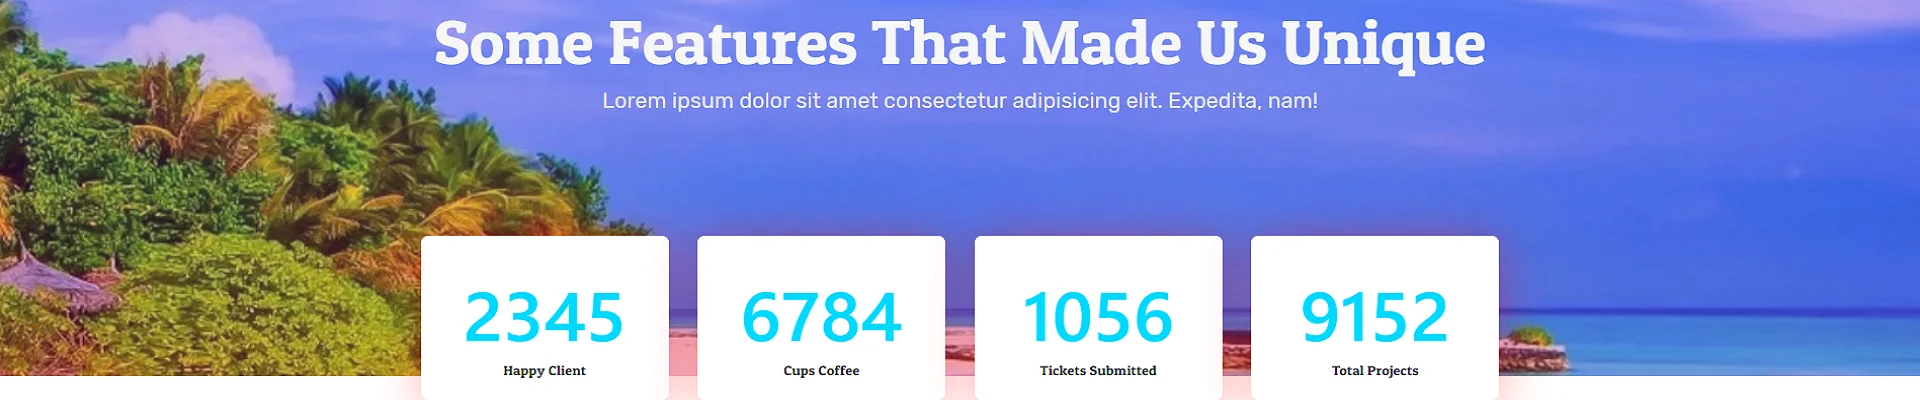 Some Features That Made Us Unique
Lorem ipsum dolor sit amet consectetur adipisicing elit. Expedita, nam!
2345
Happy Client
6784
Cups Coffee
1056
Tickets Submitted
9152
Total Projects